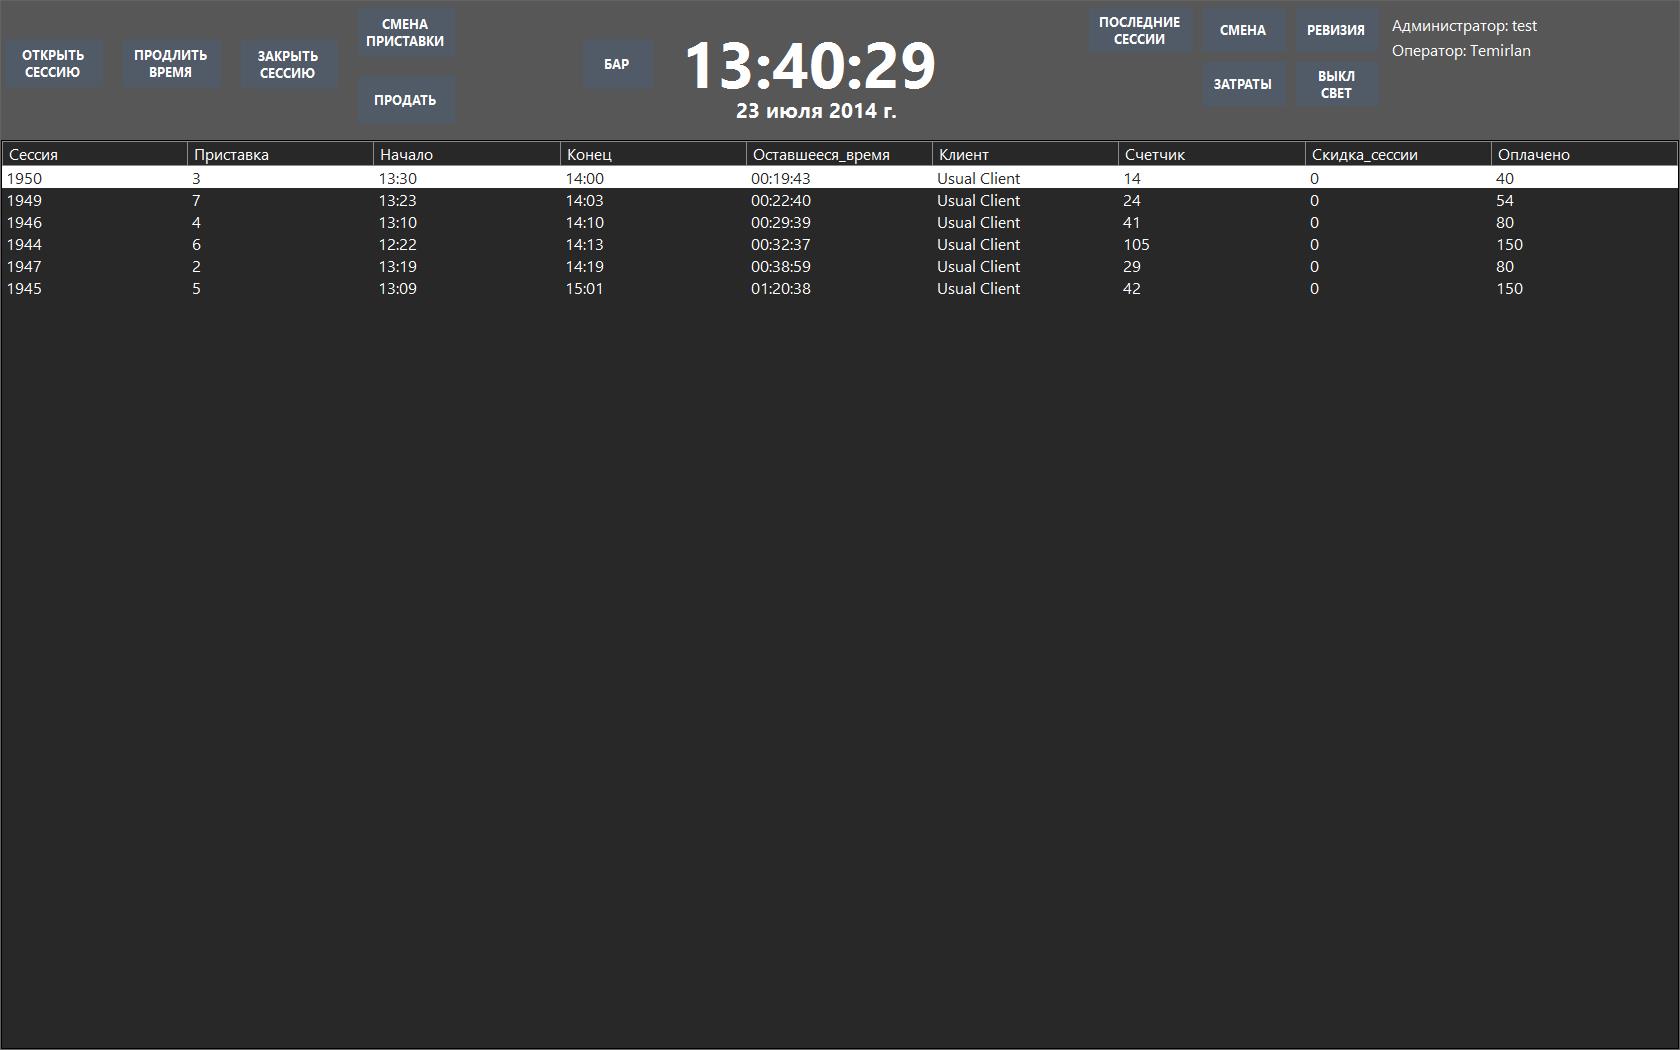 ОТКРЫТЬ
СЕССИЮ
ПРОДЛИТЬ
ВРЕМЯ
ЗАКРЫТЬ
СЕССИЮ
СМЕНА
ПРИСТАВКИ
ПРОДАТЬ
БАР
13:40:29
23 июля 2014 г.
ПОСЛЕДНИЕ
СЕССИИ
СМЕНА
РЕВИЗИЯ
ЗАТРАТЫ
ВЫКЛ
СВЕТ
Администратор: test
Оператор: Temirlan
Сессия Приставка Начало Конец Оставшееся_время Клиент Счетчик Скидка_сессии Оплачено
1950 3 13:30 14:00 00:19:43 Usual Client 14 0 40
1949 7 13:23 14:03 00:22:40 Usual Client 24 0 54
1946 4 13:10 14:10 00:29:39 Usual Client 41 0 80
1944 6 12:22 14:13 00:32:37 Usual Client 105 0 150
1947 2 13:19 14:19 00:38:59 Usual Client 29 0 80
1945 5 13:09 15:01 01:20:38 Usual Client 42 0 150